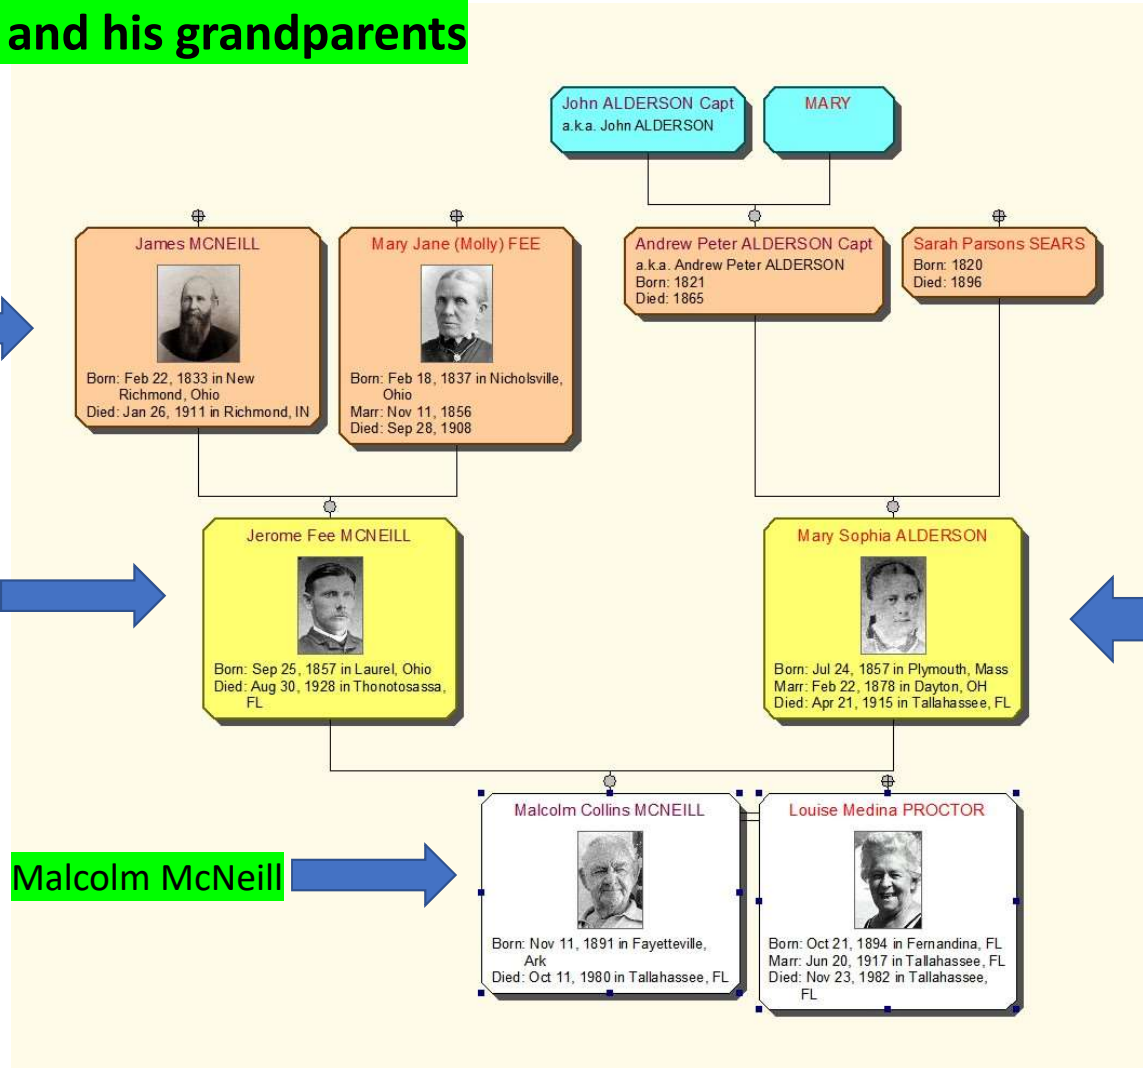 and his grandparents
John ALDERSON Capt
a.k.a. John ALDERSON
MARY
James MCNEILL
Born: Feb 22, 1833 in New
Richmond, Ohio
Died: Jan 26, 1911 in Richmond, IN
Mary Jane (Molly) FEE
Born: Feb 18, 1837 in Nicholsville,
Ohio
Marr: Nov 11, 1856
Died: Sep 28, 1908
Andrew Peter ALDERSON Capt
a.k.a. Andrew Peter ALDERSON
Born: 1821
Died: 1865
Sarah Parsons SEARS
Born: 1820
Died: 1896
Jerome Fee MCNEILL
Born: Sep 25, 1857 in Laurel, Ohio
Died: Aug 30, 1928 in Thonotosassa,
FL
Mary Sophia ALDERSON
Born: Jul 24, 1857 in Plymouth, Mass
Marr: Feb 22, 1878 in Dayton, OH
Died: Apr 21, 1915 in Tallahassee, FL
Malcolm McNeill
Malcolm Collins MCNEILL
Born: Nov 11, 1891 in Fayetteville,
Ark
Died: Oct 11, 1980 in Tallahassee, FL
Louise Medina PROCTOR
Born: Oct 21, 1894 in Fernandina, FL
Marr: Jun 20, 1917 in Tallahassee, FL
Died: Nov 23, 1982 in Tallahassee,
FL